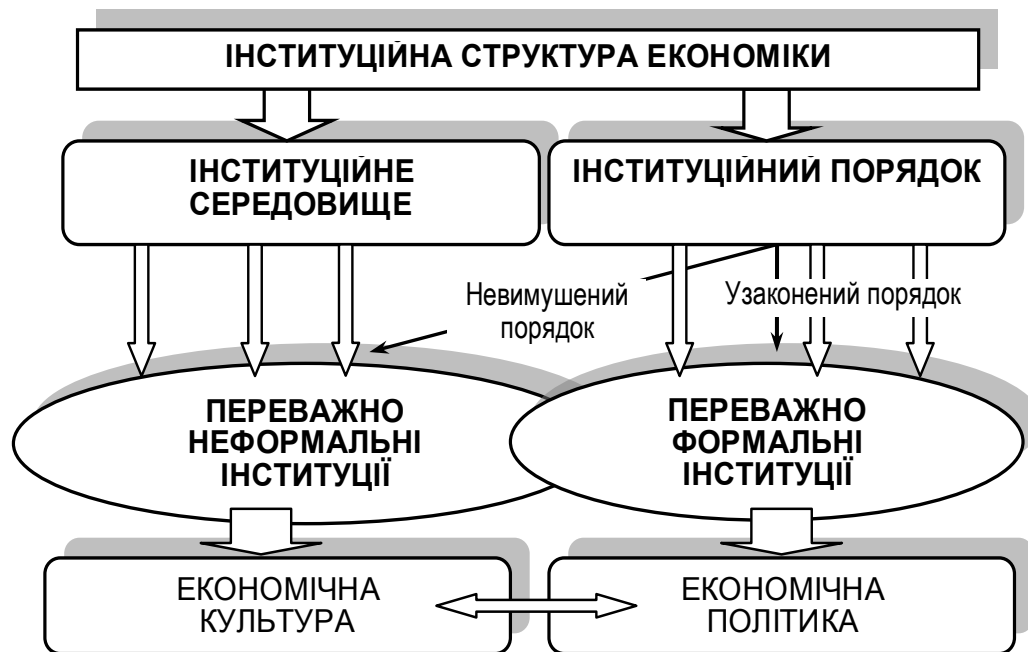 ІНСТИТУЦІЙНА СТРУКТУРА ЕКОНОМІКИ
ІНСТИТУЦІЙНЕ
СЕРЕДОВИЩЕ
ІНСТИТУЦІЙНИЙ ПОРЯДОК
Невимушений
порядок
Узаконений порядок
ПЕРЕВАЖНО
НЕФОРМАЛЬНІ
ІНСТИТУЦІЇ
ПЕРЕВАЖНО
ФОРМАЛЬНІ
ІНСТИТУЦІЇ
ЕКОНОМІЧНА
КУЛЬТУРА
ЕКОНОМІЧНА
ПОЛІТИКА